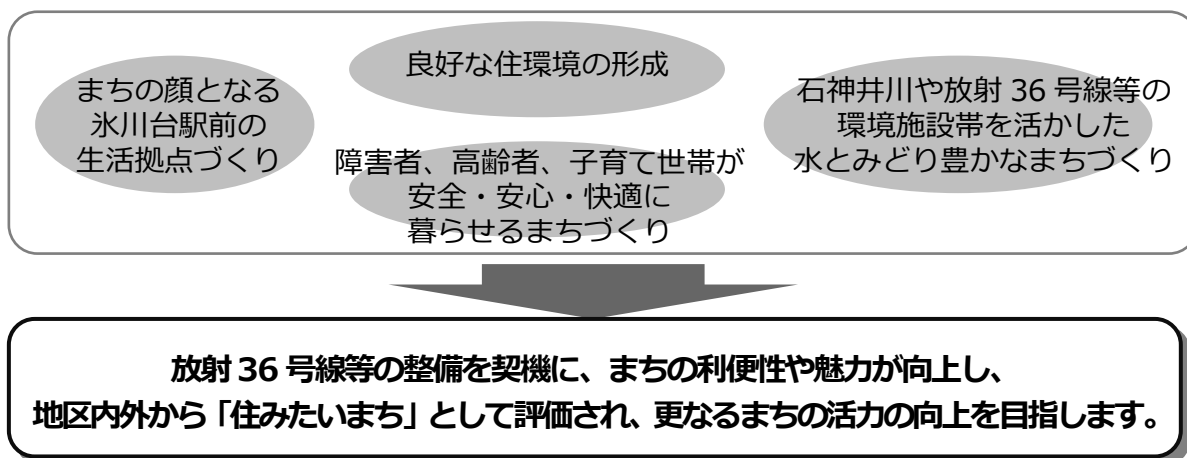 まちの顔となる
氷川台駅前の
生活拠点づくり
良好な住環境の形成
障害者、高齢者、子育て世帯が
安全・安心・快適に
暮らせるまちづくり
石神井川や放射 36 号線等の
環境施設帯を活かした
水とみどり豊かなまちづくり
放射 36 号線等の整備を契機に、まちの利便性や魅力が向上し、
地区内外から「住みたいまち」として評価され、更なるまちの活力の向上を目指します。